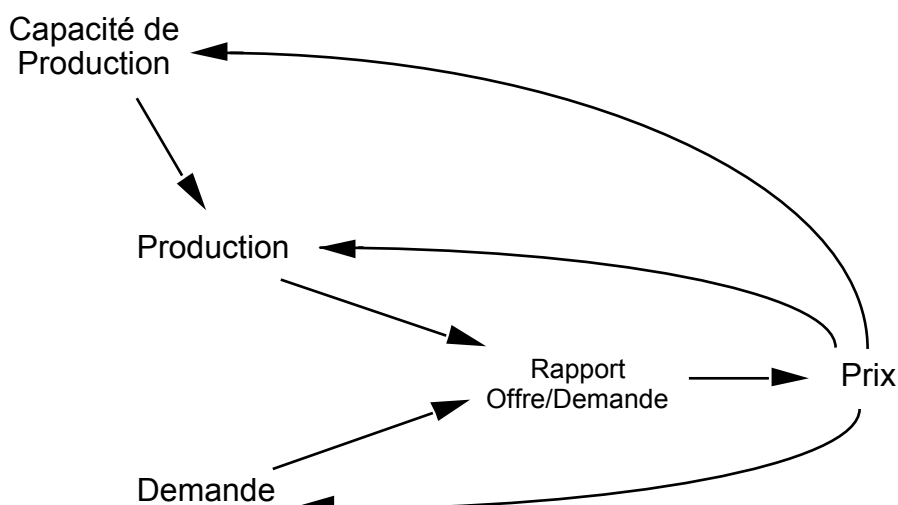 Capacité de
Production
Production
Rapport
Offre/Demande
Prix
Demande